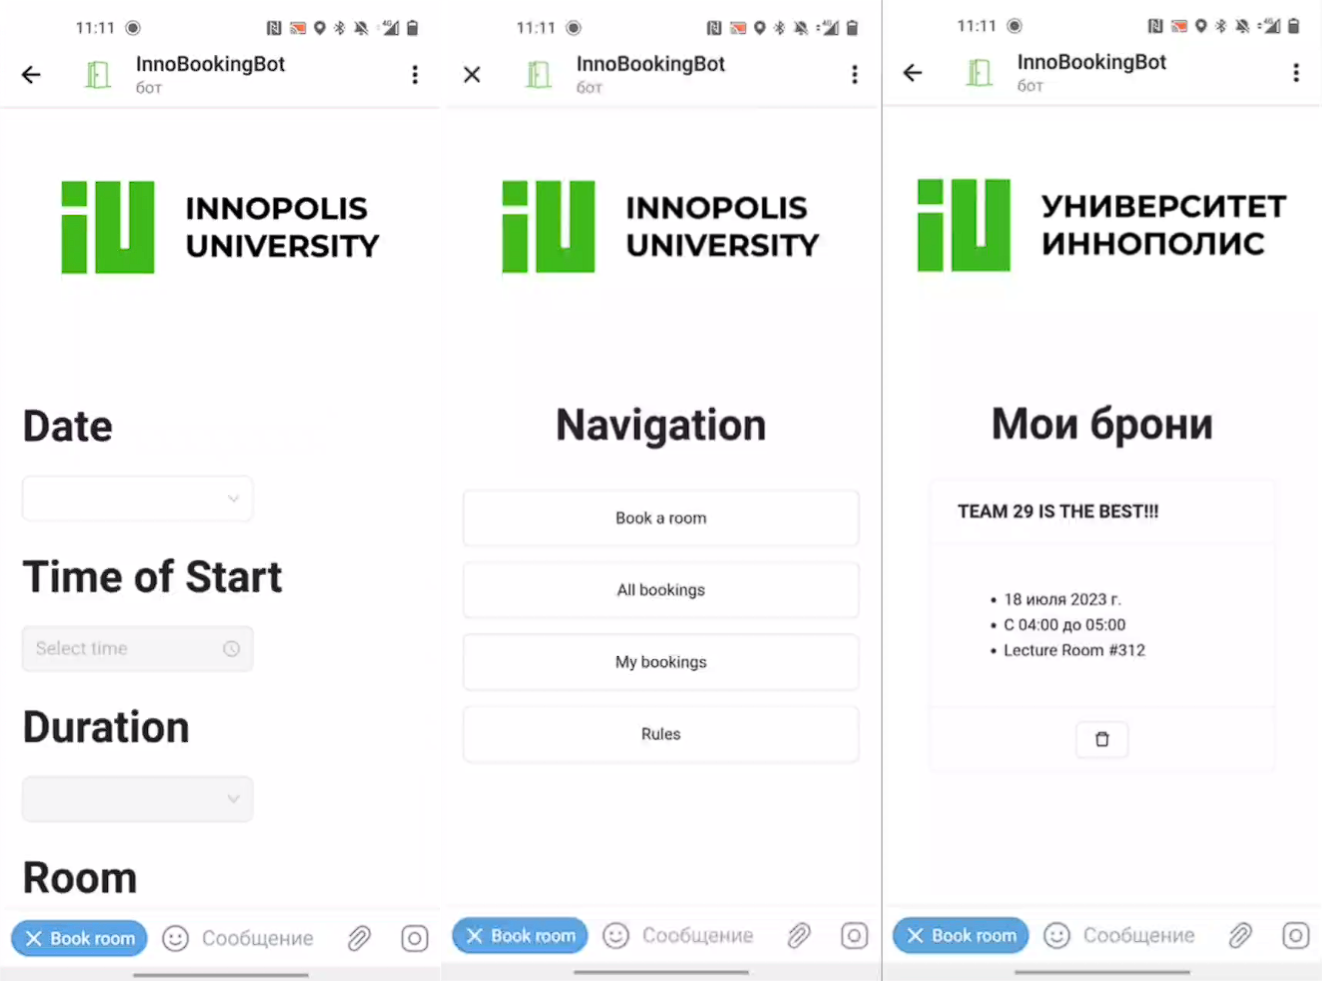 11:11
InnoBookingBot
бот
INNOPOLIS
UNIVERSITY
Date
Time of Start
Select time
Duration
Room
Book room
Сообщение
11:11
InnoBookingBot
бот
INNOPOLIS
UNIVERSITY
Navigation
Book a room
All bookings
My bookings
Rules
Book room
Сообщение
11:11
InnoBookingBot
бот
УНИВЕРСИТЕТ
ИННОПОЛИС
Мои брони
TEAM 29 IS THE BEST!!!
• 18 июля 2023 г.
• С 04:00 до 05:00
• Lecture Room #312
Book room
Сообщение